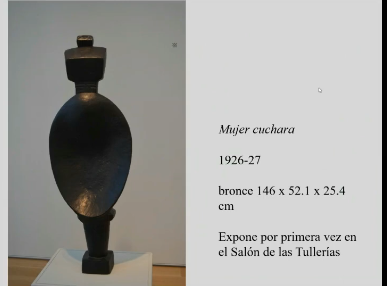 Mujer cuchara
1926-27
bronce 146 x 52.1 x 25.4
cm
Expone por primera vez en
el Salón de las Tullerías